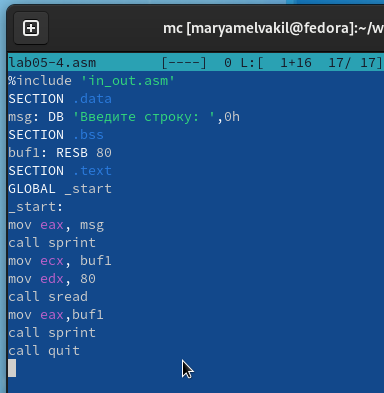 mc [maryamelvakil@fedora]:~/w
lab05-4.asm [----] 0 L:[ 1+16 17/ 17]
%include 'in_out.asm'
SECTION .data
msg: DB 'Введите строку: ',0h
SECTION .bss
buf1: RESB 80
SECTION .text
GLOBAL _start
_start:
mov eax, msg
call sprint
mov ecx, buf1
mov edx, 80
call sread
mov eax,buf1
call sprint
call quit